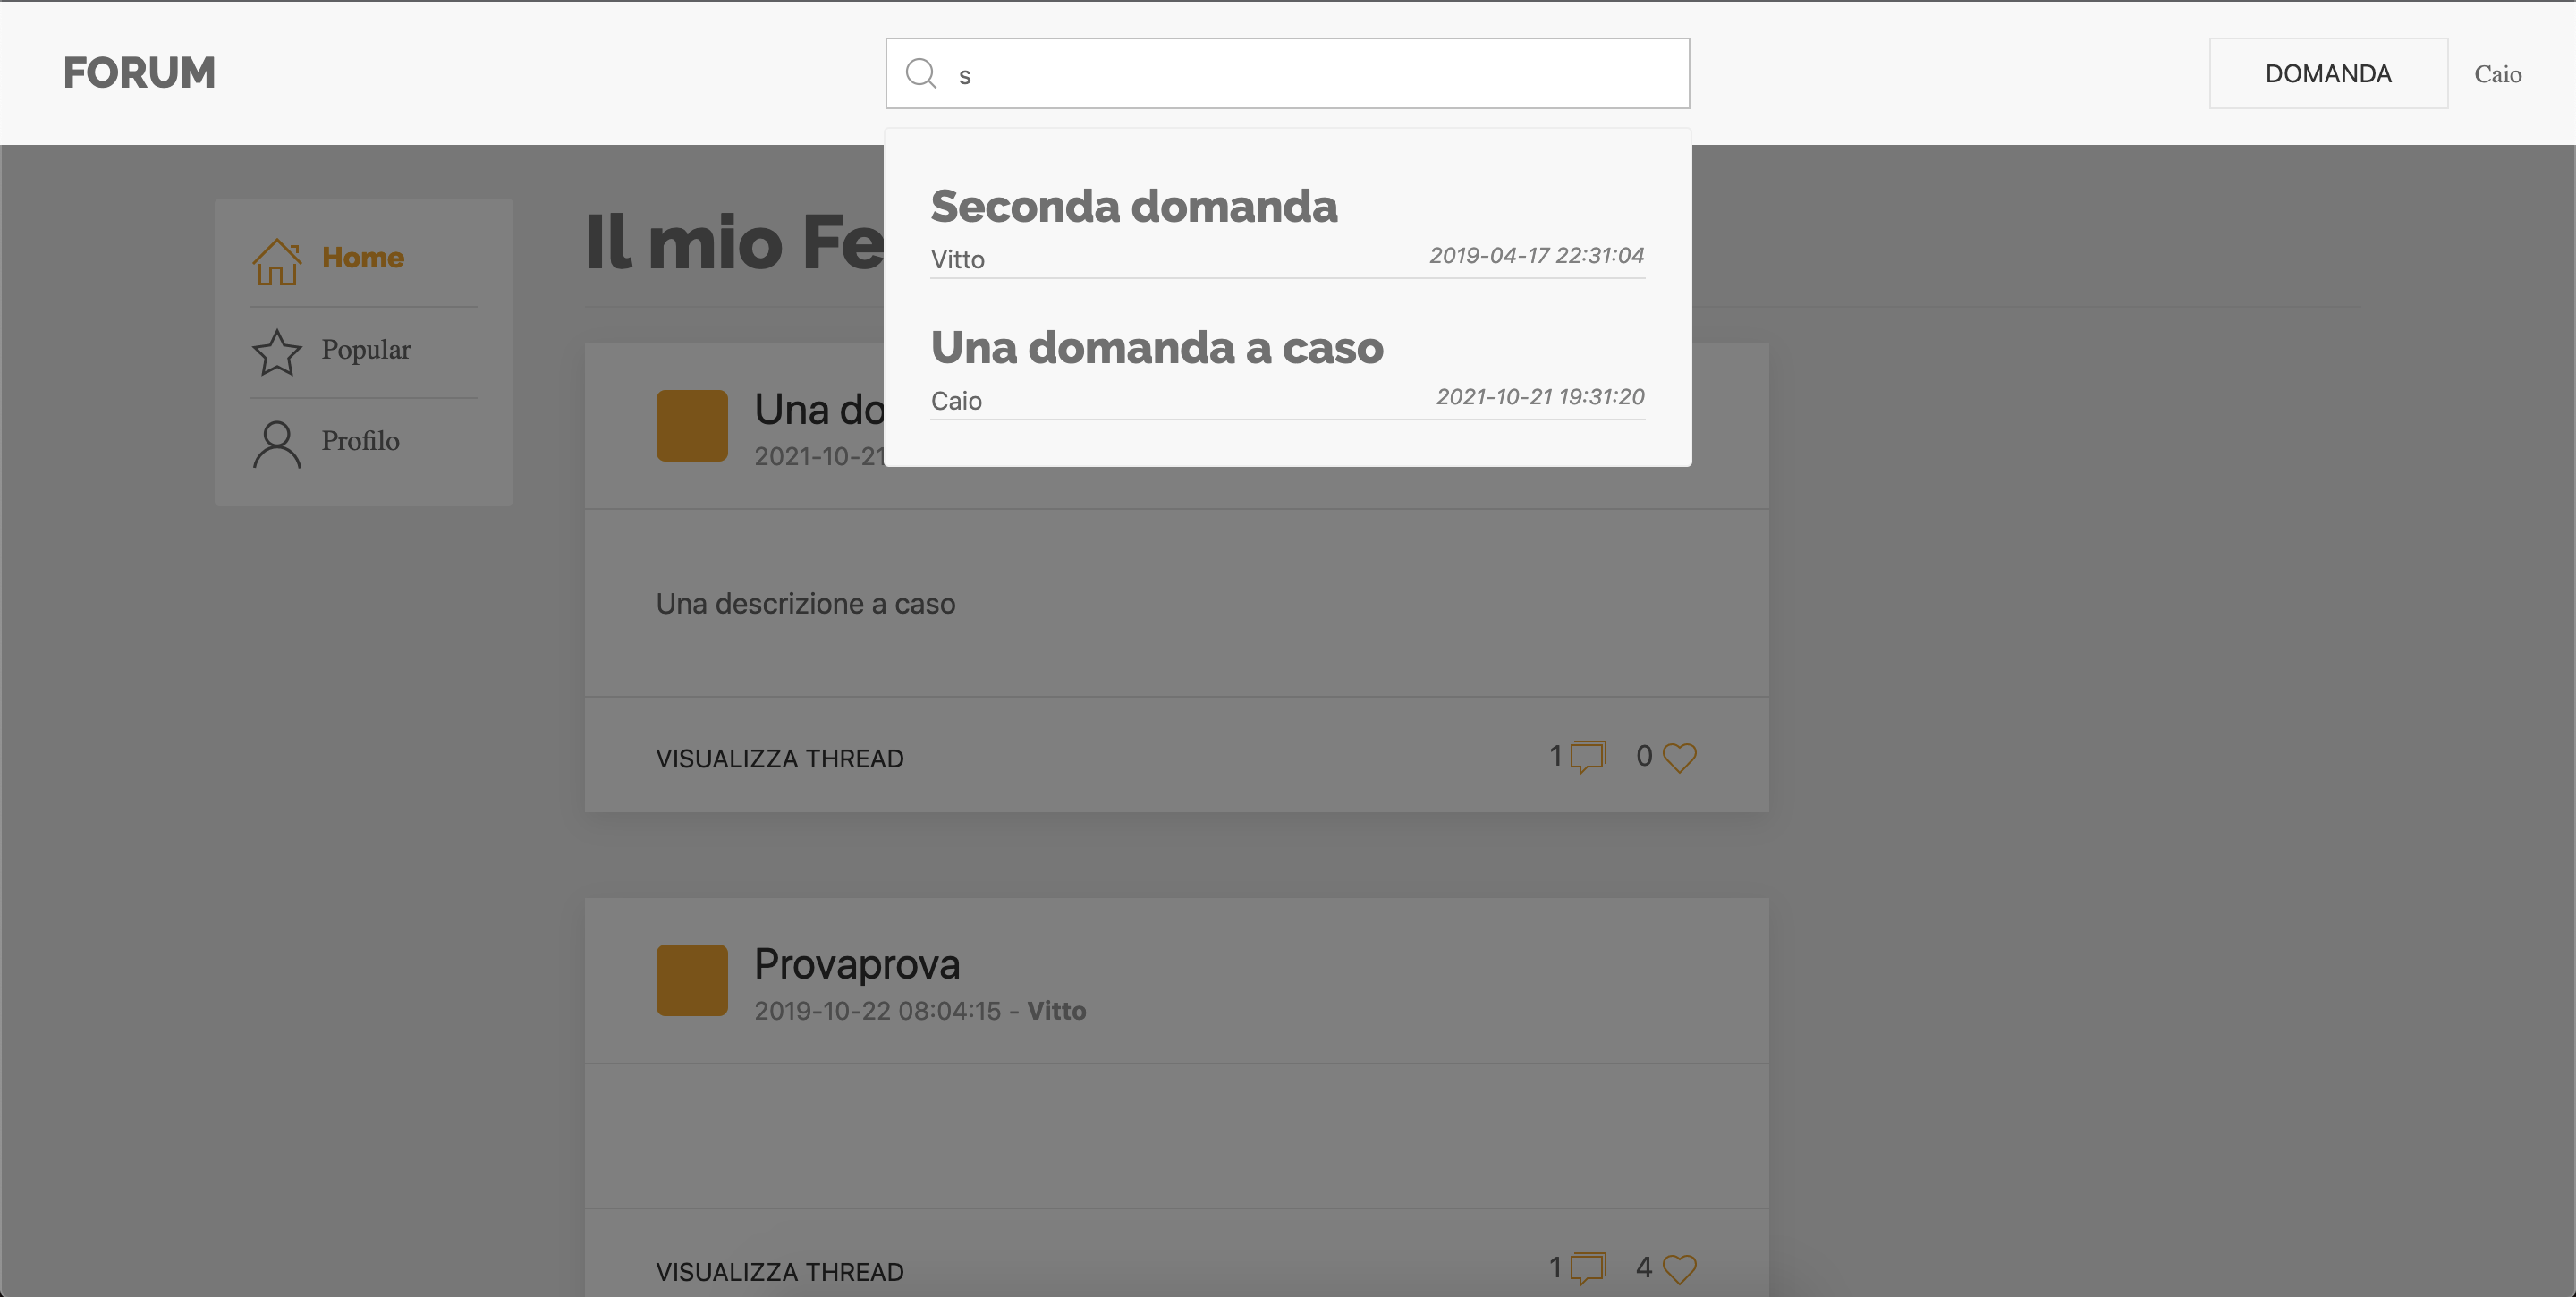 FORUM
s
DOMANDA
Caio
Seconda domanda
Vitto
2019-04-17 22:31:04
Una domanda a caso
Caio
2021-10-21 19:31:20
Home
Popular
Profilo
Il mio Fe
Una do
2021-10-21
Una descrizione a caso
VISUALIZZA THREAD
1
0
Provaprova
2019-10-22 08:04:15 - Vitto
VISUALIZZA THREAD
1
4